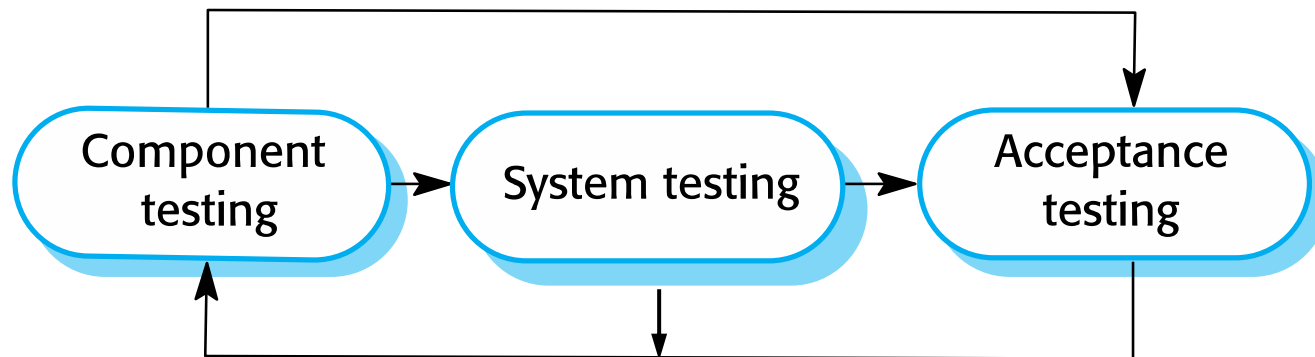 Component
testing
System testing
Acceptance
testing